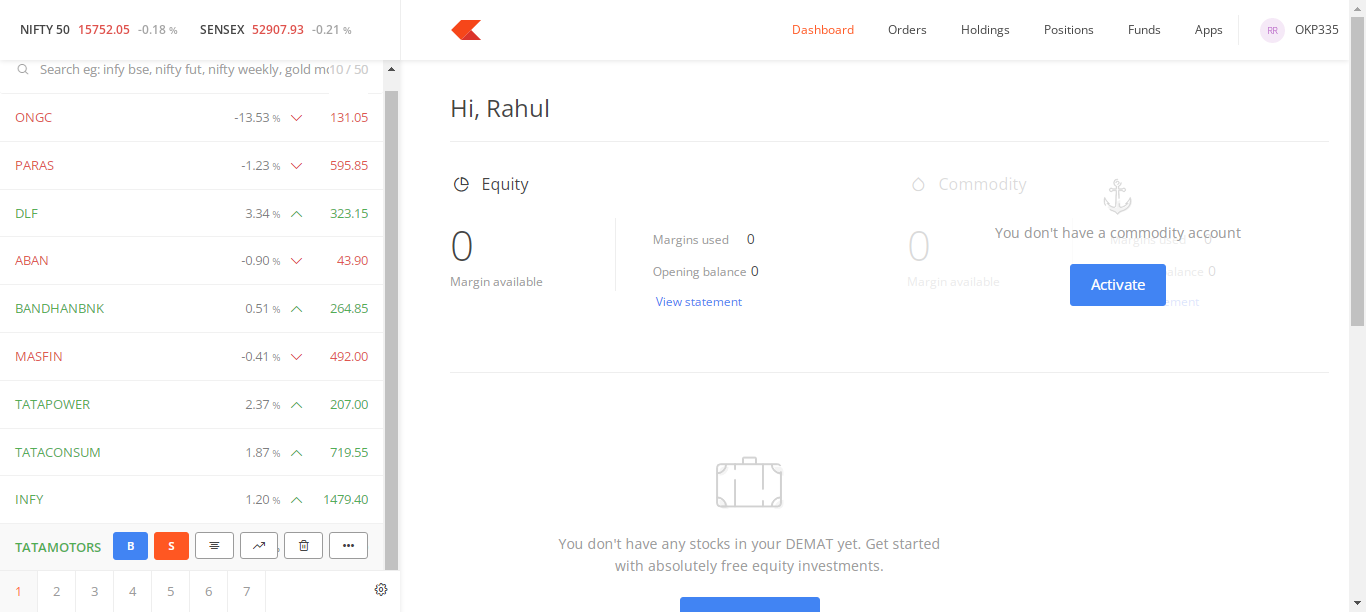 NIFTY 50 15752.05 -0.18 % SENSEX 52907.93 -0.21 %
Dashboard Orders Holdings Positions Funds Apps RR OKP335
Search eg: infy bse, nifty fut, nifty weekly, gold 10 / 50
ONGC -13.53 % 131.05
PARAS -1.23 % 595.85
DLF 3.34 % 323.15
ABAN -0.90 % 43.90
BANDHANBNK 0.51 % 264.85
MASFIN -0.41 % 492.00
TATAPOWER 2.37 % 207.00
TATACONSUM 1.87 % 719.55
INFY 1.20 % 1479.40
TATAMOTORS B S
1 2 3 4 5 6 7
Hi, Rahul
Equity
0
Margin available
Margins used 0
Opening balance 0
View statement
Commodity
0
Margin available
Margins used 0
balance 0
You don't have a commodity account
Activate
You don't have any stocks in your DEMAT yet. Get started
with absolutely free equity investments.